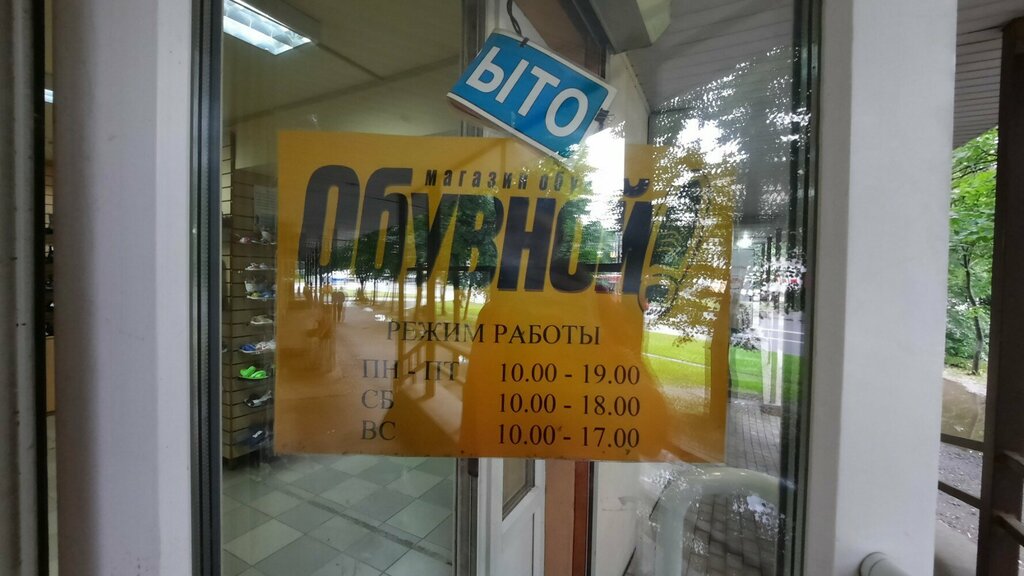 ЫТО
магазин обу
Обувной
РЕЖИМ РАБОТЫ
ПН - ПТ 10.00 - 19.00
СБ 10.00 - 18.00
ВС 10.00 - 17.00